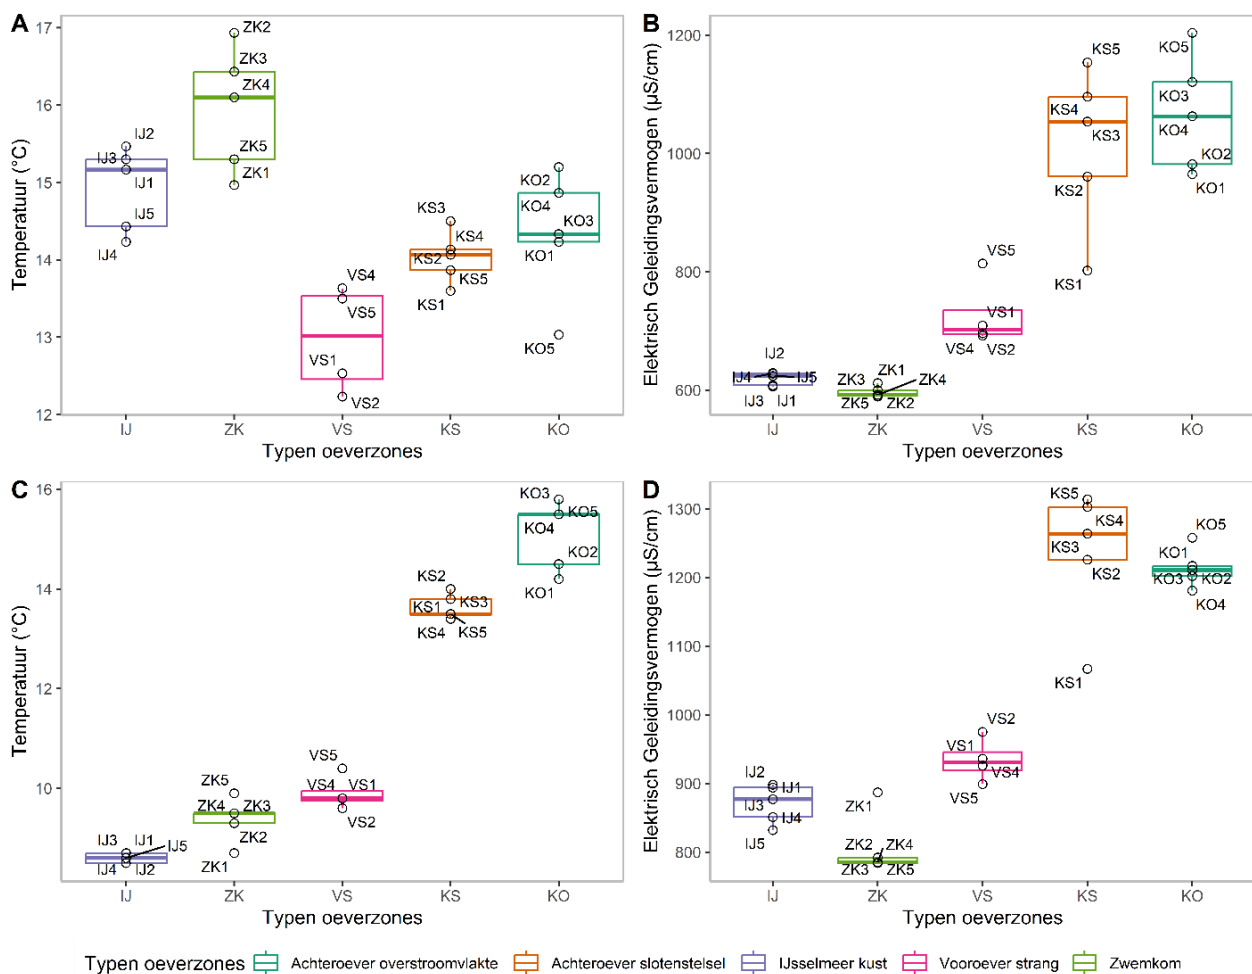 A
Temperatuur (°C)
17
16
15
14
13
12
IJ2
IJ3
IJ1
IJ5
IJ4
ZK2
ZK3
ZK4
ZK5
ZK1
VS4
VS5
VS1
VS2
KS3
KS4
KS2
KS5
KS1
KO2
KO4
KO3
KO1
KO5
IJ ZK VS KS KO
Typen oeverzones
B
Elektrisch Geleidingsvermogen (µS/cm)
1200
1000
800
600
IJ2
IJ4 IJ5
IJ3 IJ1
ZK1
ZK3 ZK4
ZK5 ZK2
VS5
VS1
VS4 VS2
KS5
KS4
KS3
KS2
KS1
KO5
KO3
KO4
KO2
KO1
IJ ZK VS KS KO
Typen oeverzones
C
Temperatuur (°C)
16
14
12
10
IJ3 IJ1 IJ5
IJ4 IJ2
ZK5
ZK4 ZK3
ZK2
ZK1
VS5
VS4 VS1
VS2
KS2
KS1 KS3
KS4 KS5
KO3
KO5
KO4
KO2
KO1
IJ ZK VS KS KO
Typen oeverzones
D
Elektrisch Geleidingsvermogen (µS/cm)
1300
1200
1100
1000
900
800
IJ2
IJ1
IJ3
IJ4
IJ5
ZK1
ZK2 ZK4
ZK3 ZK5
VS2
VS1
VS4
VS5
KS5
KS4
KS3
KS2
KS1
KO5
KO1
KO3 KO2
KO4
IJ ZK VS KS KO
Typen oeverzones
Typen oeverzones Achteroever overstroomvlakte Achteroever slotenstelsel IJsselmeer kust Vooroever strang Zwemkom